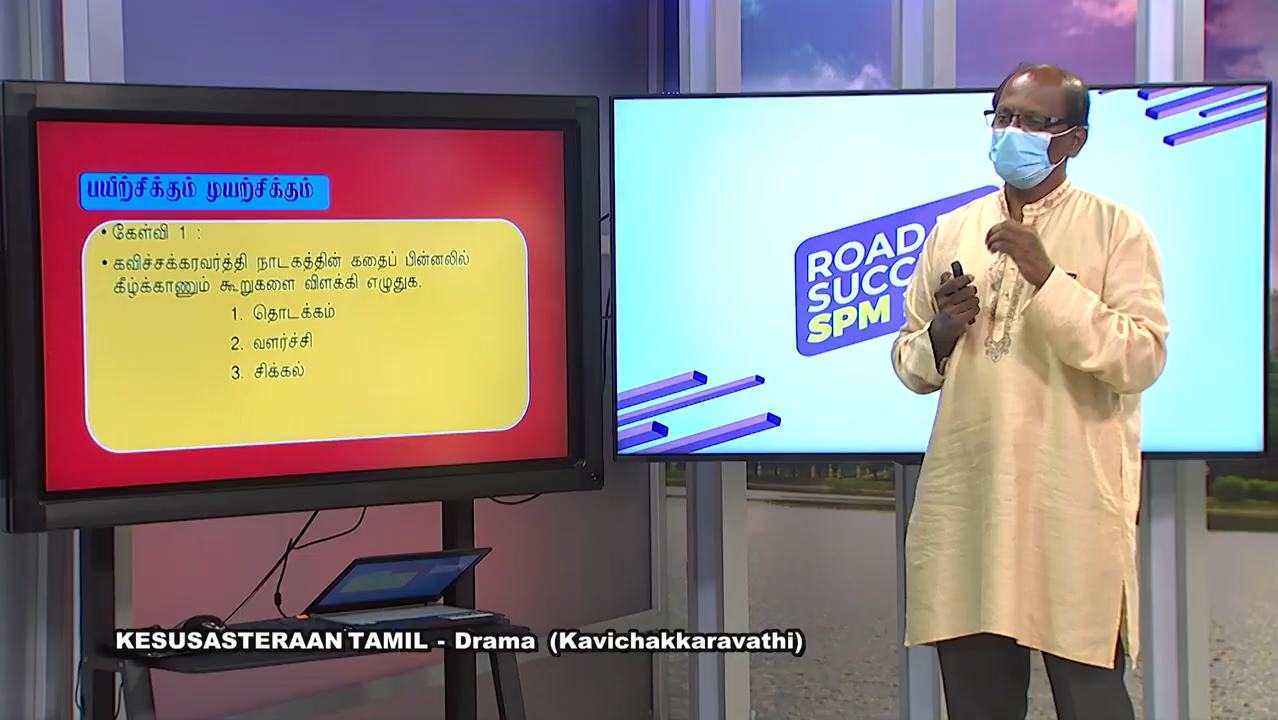 பயிற்சிக்கும் முயற்சிக்கும்
• கேள்வி 1 :
• கவிச்சக்கரவர்த்தி நாடகத்தின் கதைப் பின்னலில்
கீழ்க்காணும் கூறுகளை விளக்கி எழுதுக.
1. தொடக்கம்
2. வளர்ச்சி
3. சிக்கல்
ROAD
SUCC
SPM
KESUSASTERAAN TAMIL - Drama (Kavichakkaravathi)